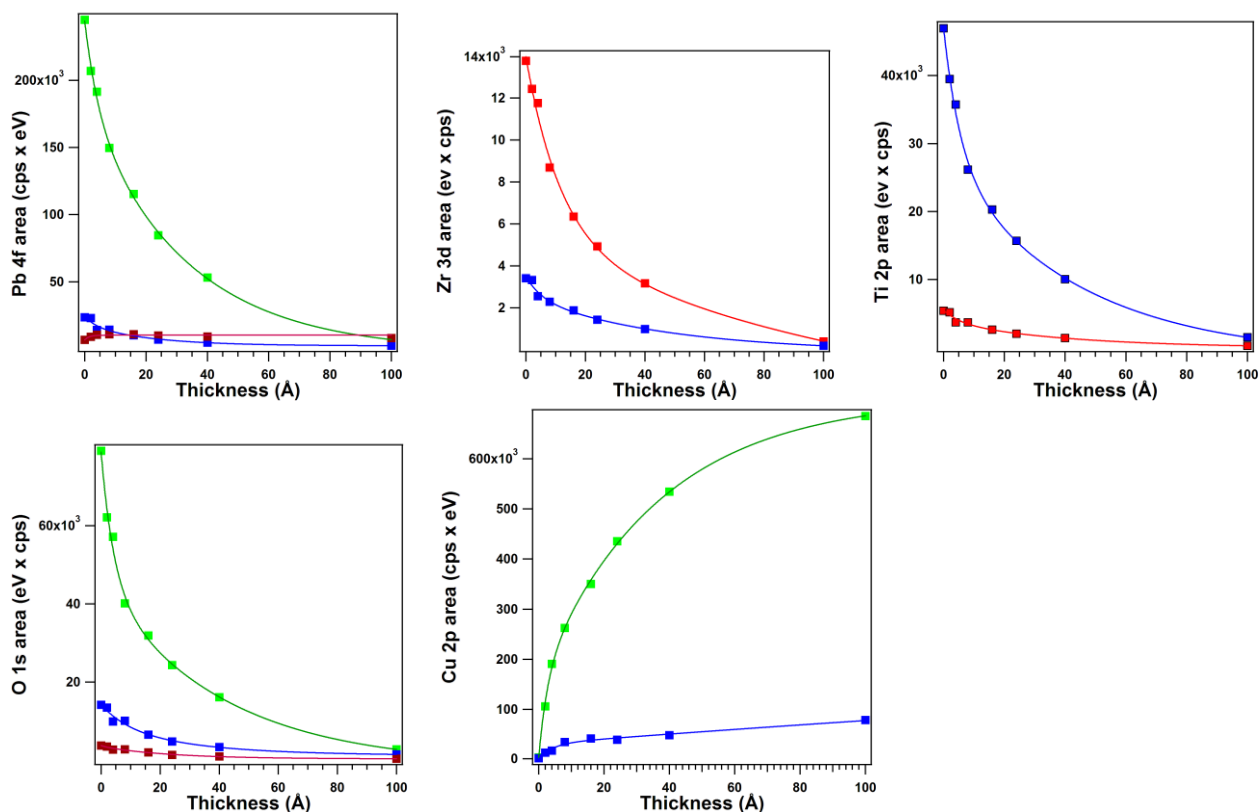 Pb 4f area (cps x eV)
200x10³
150
100
50
0 20 40 60 80 100
Thickness (Å)
Zr 3d area (ev x cps)
14x10³
12
10
8
6
4
2
0 20 40 60 80 100
Thickness (Å)
Ti 2p area (ev x cps)
40x10³
30
20
10
0 20 40 60 80 100
Thickness (Å)
O 1s area (eV x cps)
60x10³
40
20
0 20 40 60 80 100
Thickness (Å)
Cu 2p area (cps x eV)
600x10³
500
400
300
200
100
0
0 20 40 60 80 100
Thickness (Å)